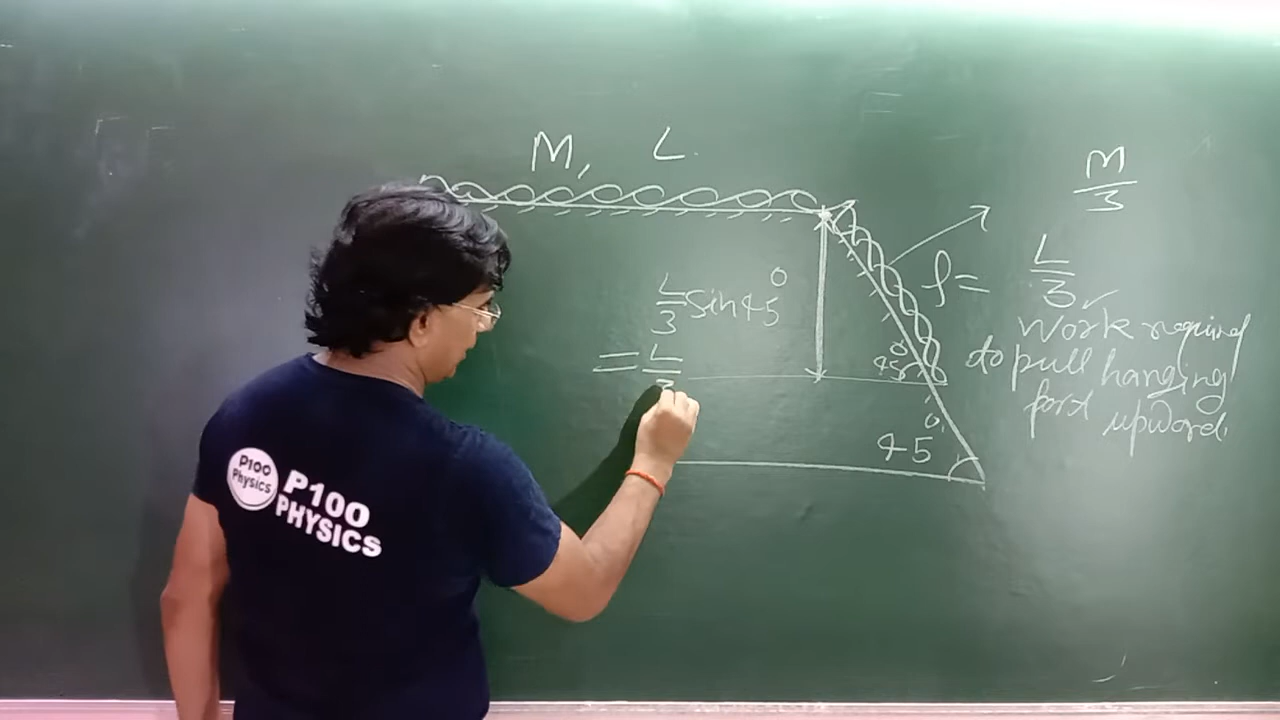 M, L
M/3
L/3 sin45°
= L/
l =
L/3
45°
Work required
to pull hanging
part upward.
45°
P100
Physics
P100
PHYSICS